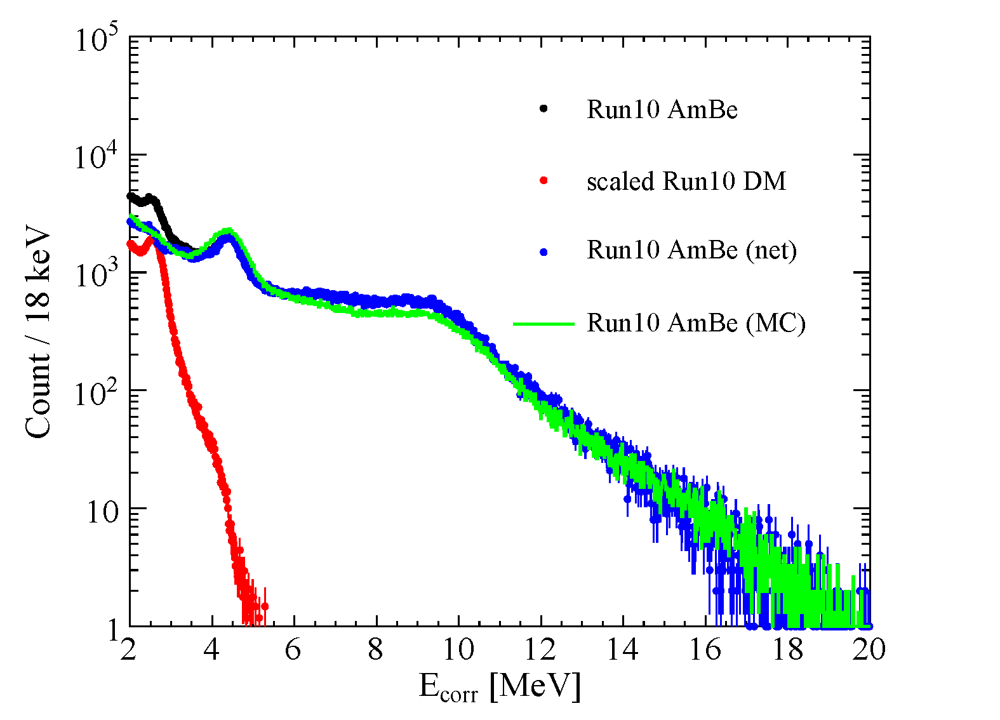 10^5
10^4
10^3
10^2
10
1
Count / 18 keV
Run10 AmBe
scaled Run10 DM
Run10 AmBe (net)
Run10 AmBe (MC)
2 4 6 8 10 12 14 16 18 20
E_corr [MeV]